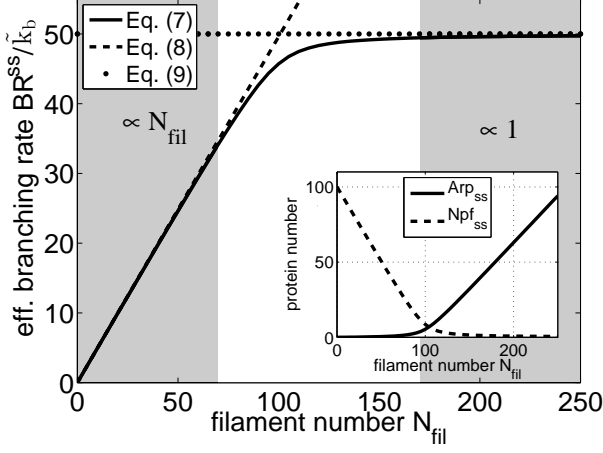 eff. branching rate BR^ss/k̃_b
50
40
30
20
10
0
Eq. (7)
Eq. (8)
Eq. (9)
∝ N_fil
∝ 1
protein number
100
50
0
Arp_ss
Npf_ss
0 100 200
filament number N_fil
0 50 100 150 200 250
filament number N_fil